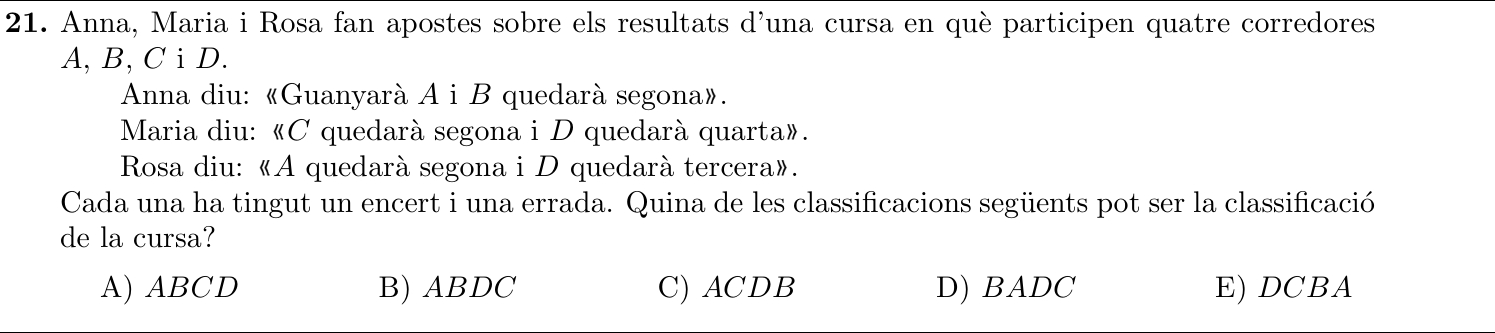 21. Anna, Maria i Rosa fan apostes sobre els resultats d'una cursa en què participen quatre corredores
A, B, C i D.
Anna diu: «Guanyarà A i B quedarà segona».
Maria diu: «C quedarà segona i D quedarà quarta».
Rosa diu: «A quedarà segona i D quedarà tercera».
Cada una ha tingut un encert i una errada. Quina de les classificacions següents pot ser la classificació
de la cursa?
A) ABCD B) ABDC C) ACDB D) BADC E) DCBA